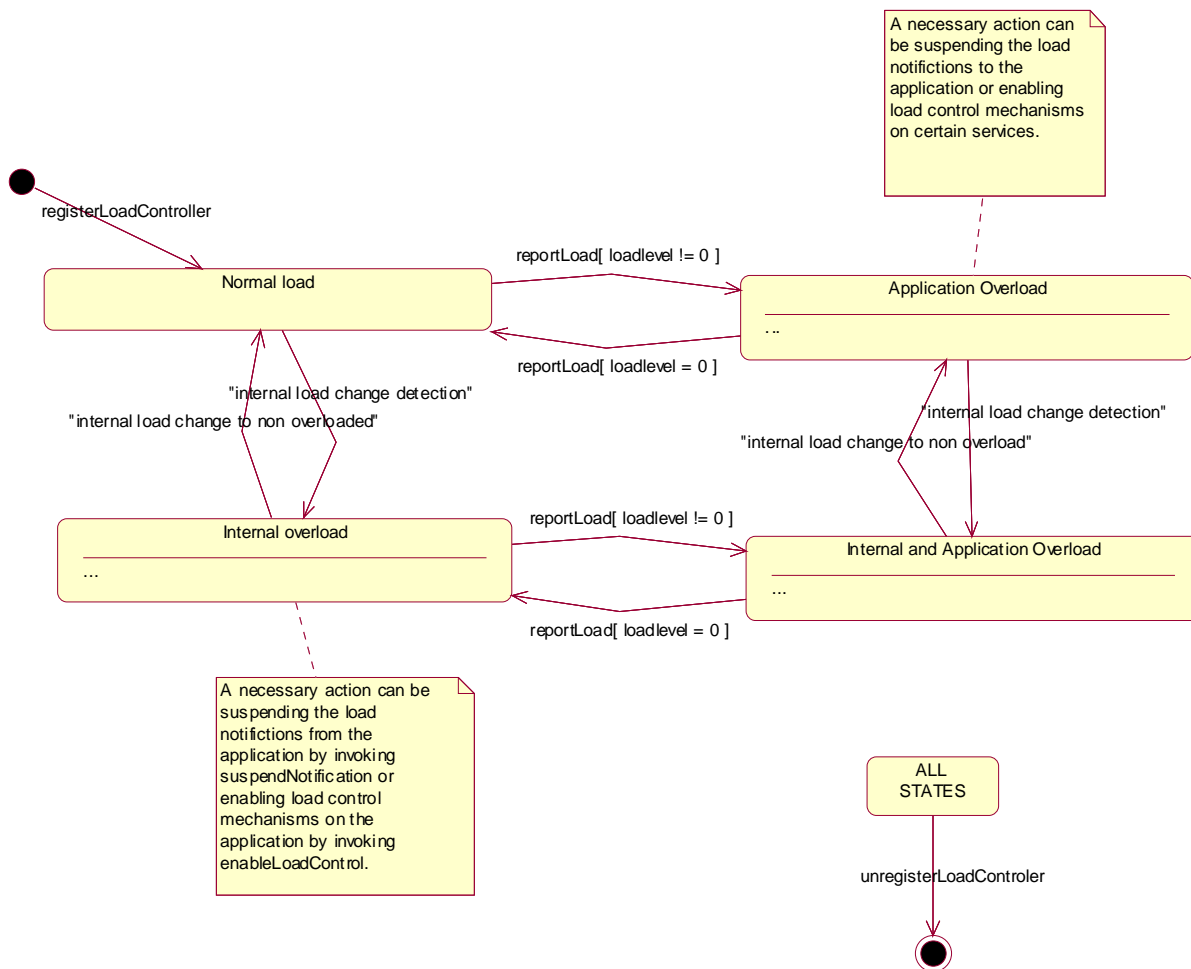 A necessary action can
be suspending the load
notifictions to the
application or enabling
load control mechanisms
on certain services.
registerLoadController
reportLoad[ loadlevel != 0 ]
Normal load
Application Overload
...
reportLoad[ loadlevel = 0 ]
"internal load change detection"
"internal load change to non overloaded"
"internal load change detection"
"internal load change to non overload"
reportLoad[ loadlevel != 0 ]
Internal overload
...
Internal and Application Overload
...
reportLoad[ loadlevel = 0 ]
A necessary action can be
suspending the load
notifictions from the
application by invoking
suspendNotification or
enabling load control
mechanisms on the
application by invoking
enableLoadControl.
ALL
STATES
unregisterLoadControler